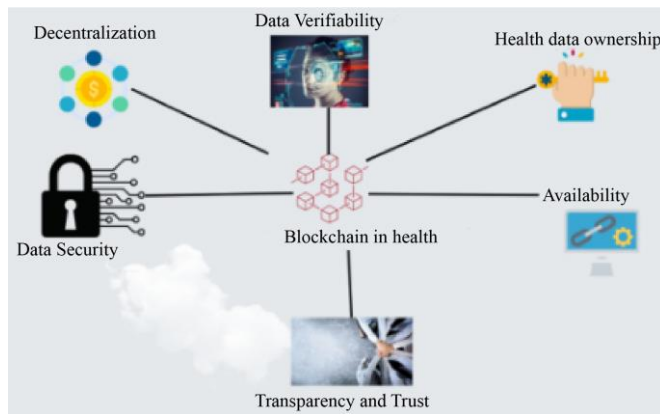 Data Verifiability
Decentralization
Health data ownership
Data Security
Blockchain in health
Availability
Transparency and Trust